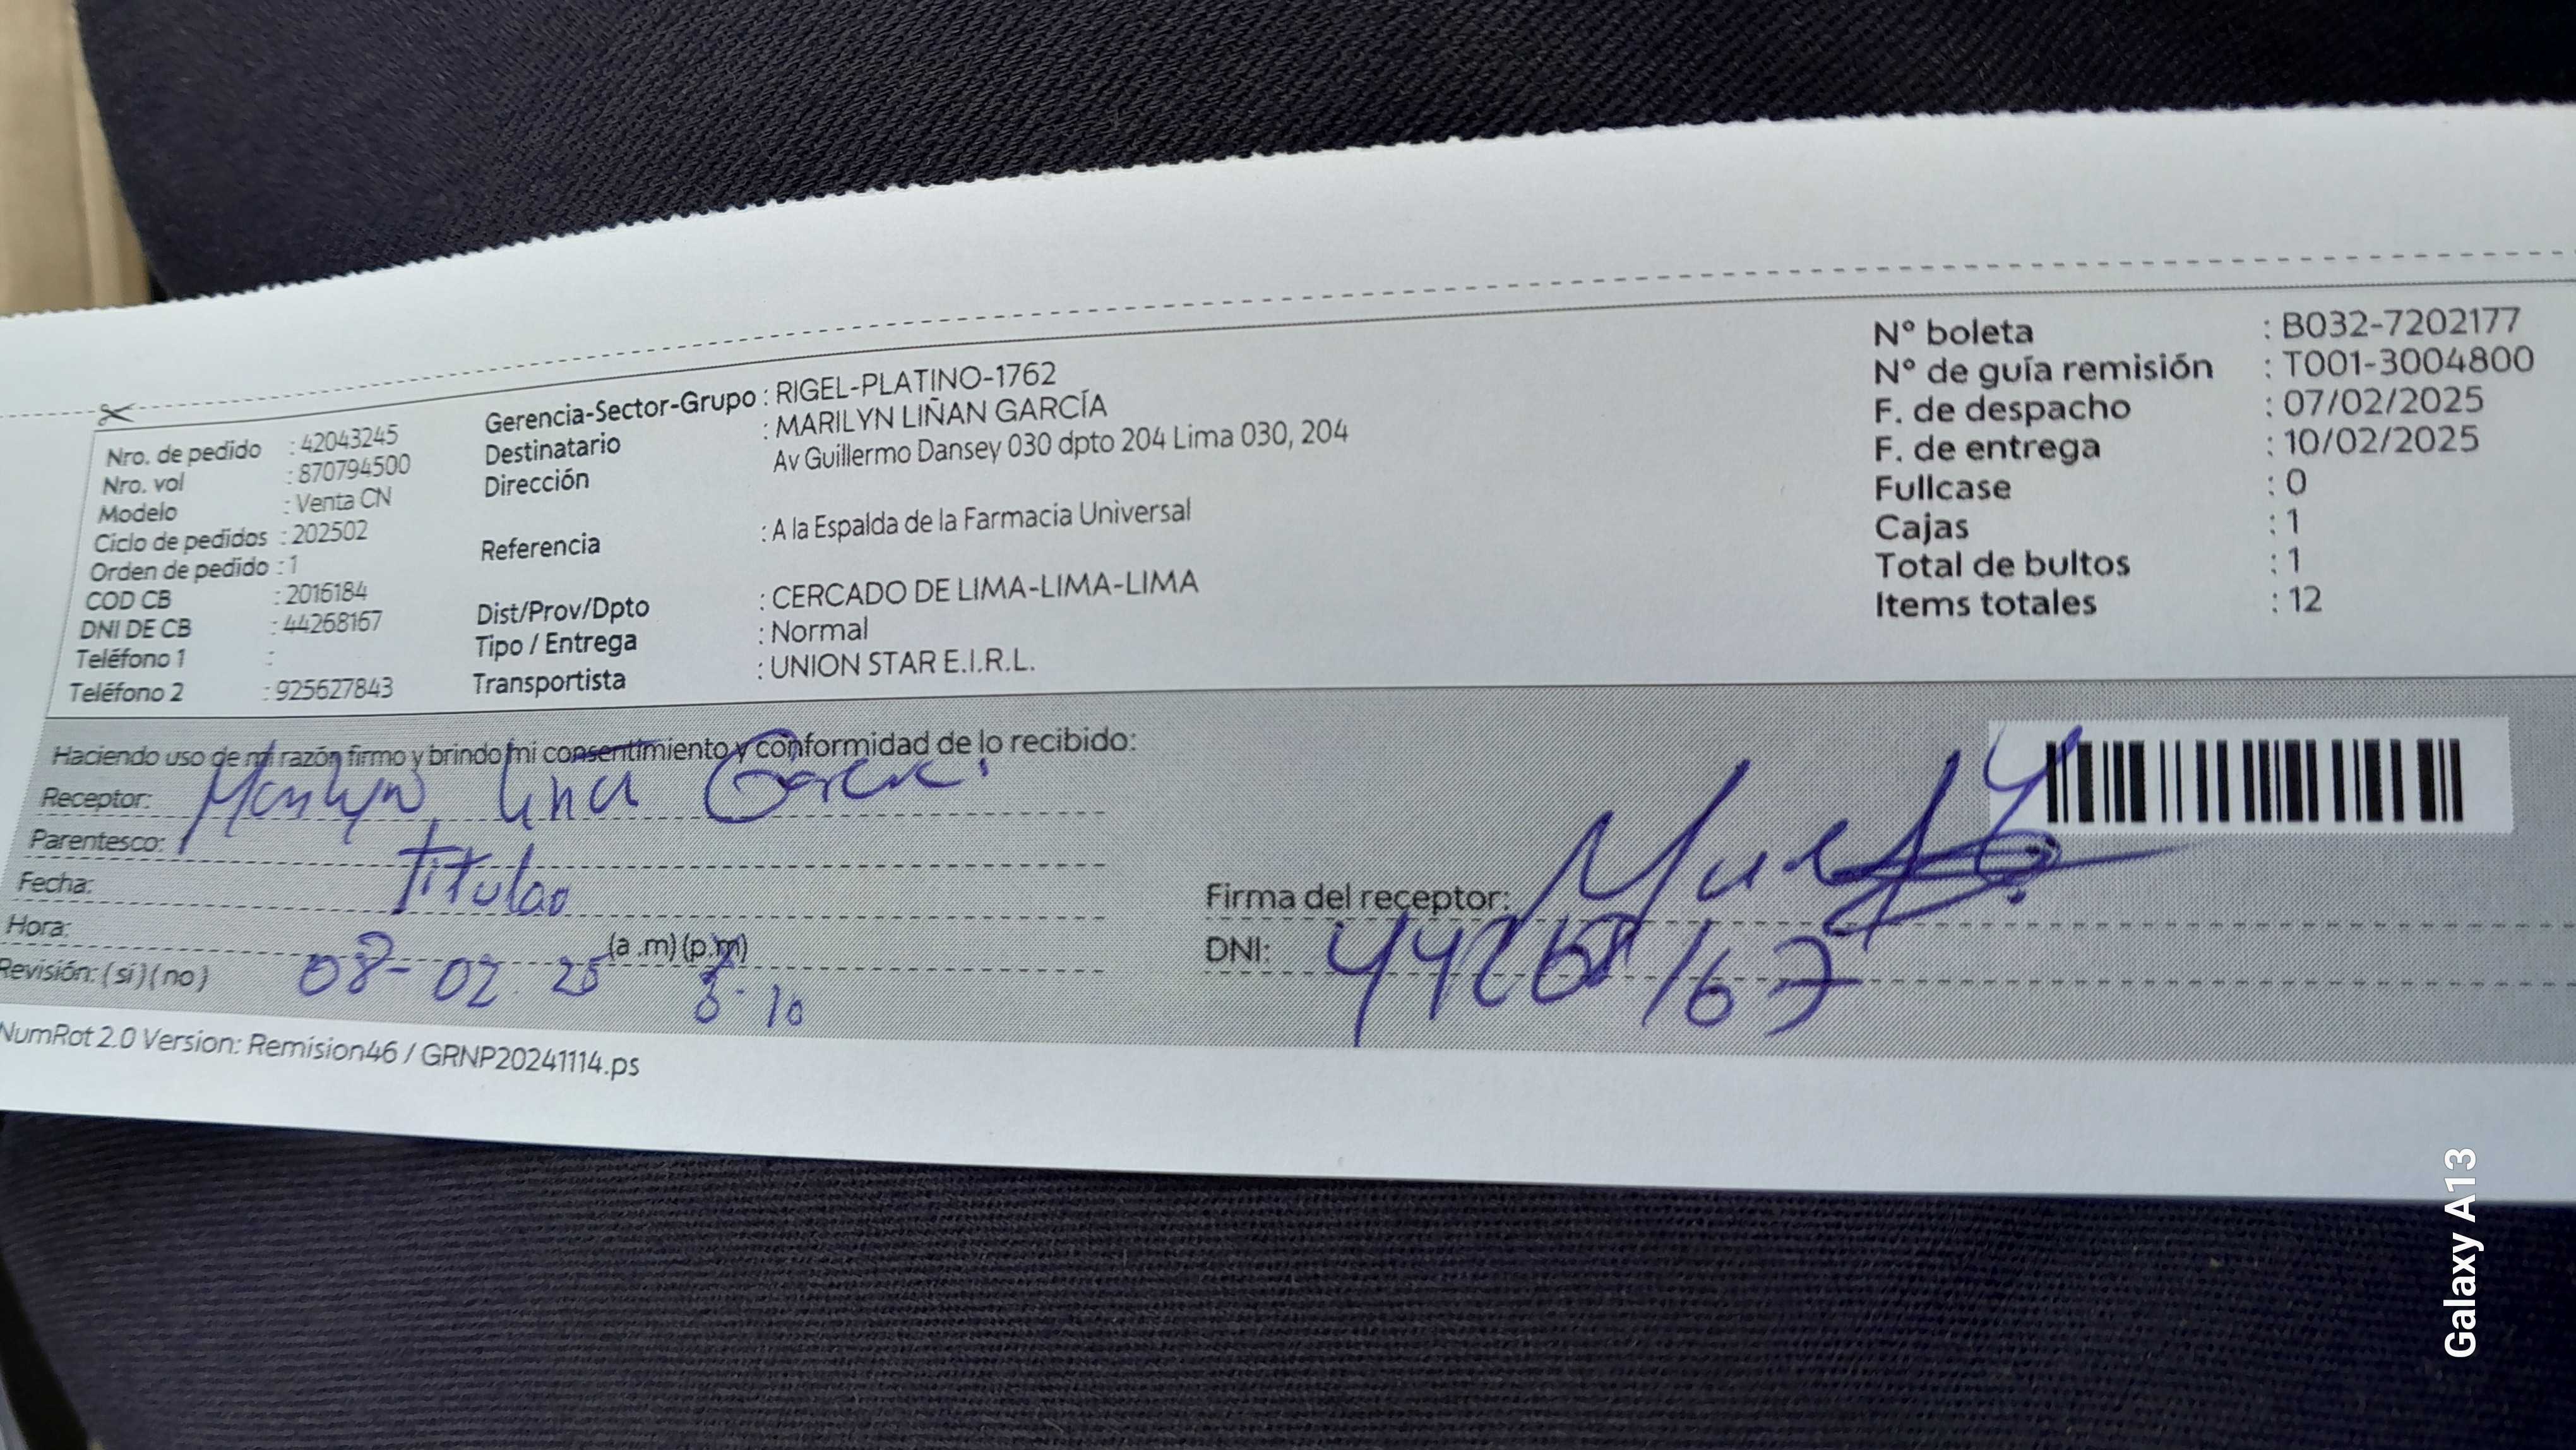 Nro. de pedido : 42043245
Nro. vol : 870794500
Modelo : Venta CN
Ciclo de pedidos : 202502
Orden de pedido : 1
COD CB : 2016184
DNI DE CB : 44268167
Teléfono 1 :
Teléfono 2 : 925627843
Gerencia-Sector-Grupo : RIGEL-PLATINO-1762
Destinatario : MARILYN LIÑAN GARCÍA
Dirección Av Guillermo Dansey 030 dpto 204 Lima 030, 204
Referencia : A la Espalda de la Farmacia Universal
Dist/Prov/Dpto : CERCADO DE LIMA-LIMA-LIMA
Tipo / Entrega : Normal
Transportista : UNION STAR E.I.R.L.
N° boleta : B032-7202177
N° de guía remisión : T001-3004800
F. de despacho : 07/02/2025
F. de entrega : 10/02/2025
Fullcase : 0
Cajas : 1
Total de bultos : 1
Items totales : 12
Haciendo uso de mi razón firmo y brindo mi consentimiento y conformidad de lo recibido:
Receptor: Marilyn Garcia
Parentesco: Titular
Fecha:
Hora: (a .m) (p.m)
Revisión: (si) (no) 08-02 25 8:10
Firma del receptor:
DNI: 44268167
NumRot 2.0 Version: Remision46 / GRNP20241114.ps
Galaxy A13